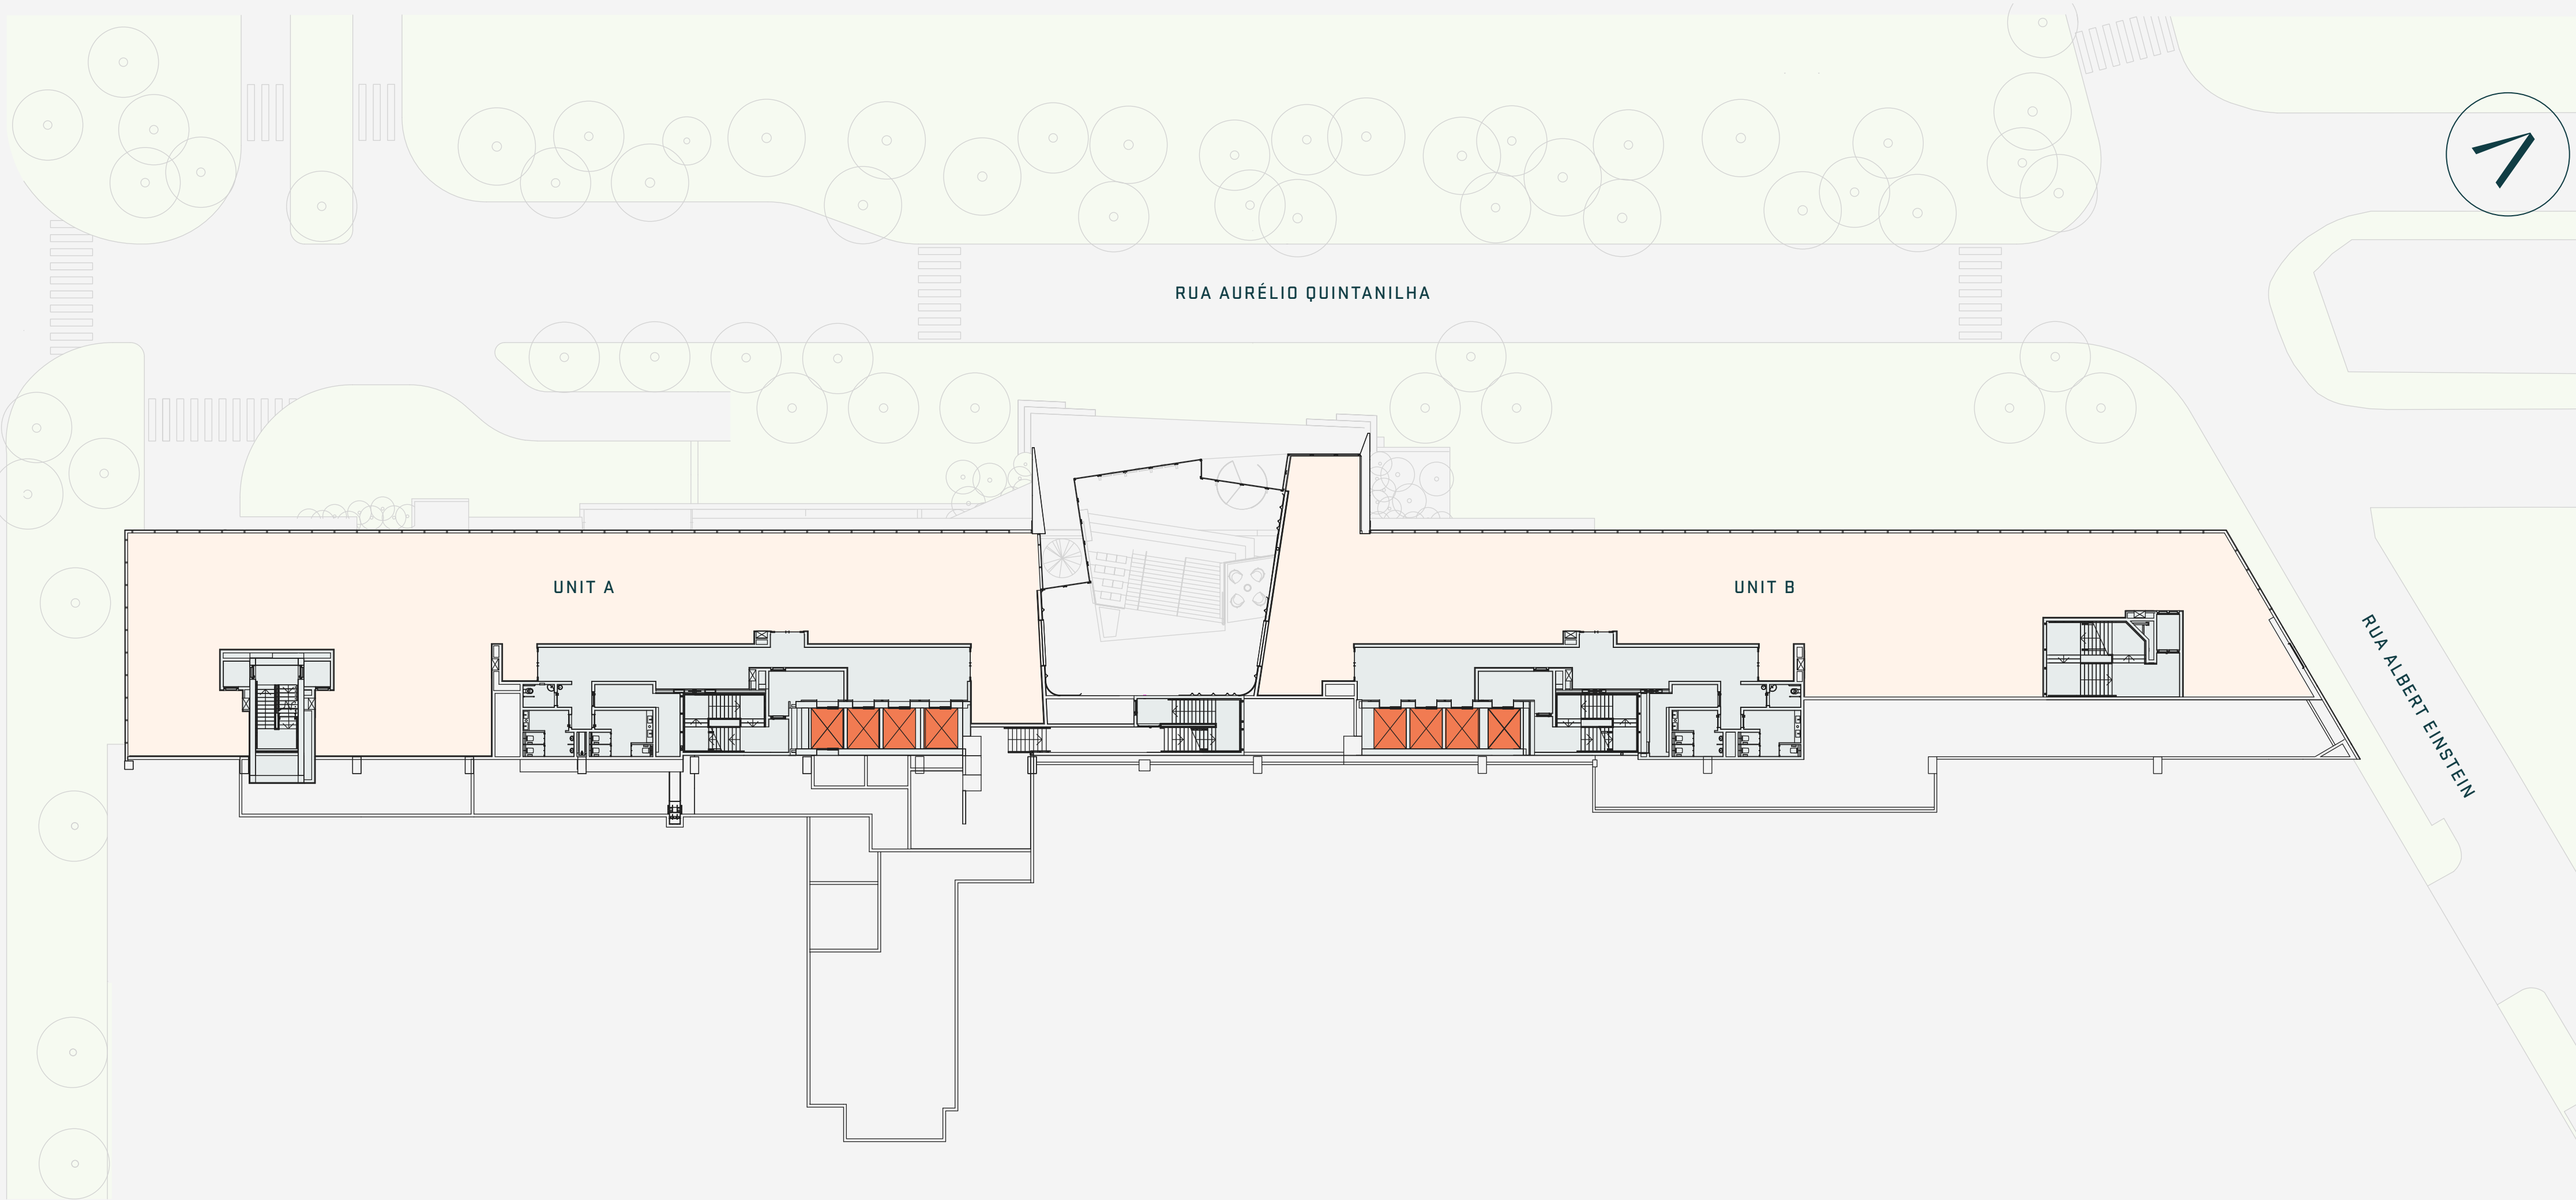 RUA AURÉLIO QUINTANILHA
UNIT A
UNIT B
RUA ALBERT EINSTEIN